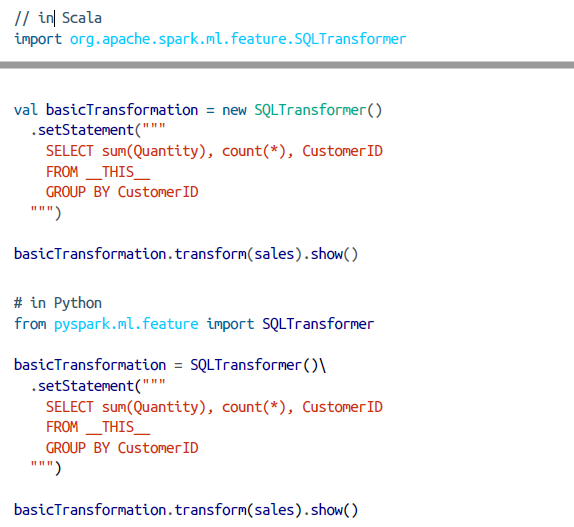 // in Scala
import org.apache.spark.ml.feature.SQLTransformer
val basicTransformation = new SQLTransformer()
  .setStatement("""
    SELECT sum(Quantity), count(*), CustomerID
    FROM __THIS__
    GROUP BY CustomerID
  """)
basicTransformation.transform(sales).show()
# in Python
from pyspark.ml.feature import SQLTransformer
basicTransformation = SQLTransformer()\
  .setStatement("""
    SELECT sum(Quantity), count(*), CustomerID
    FROM __THIS__
    GROUP BY CustomerID
  """)
basicTransformation.transform(sales).show()